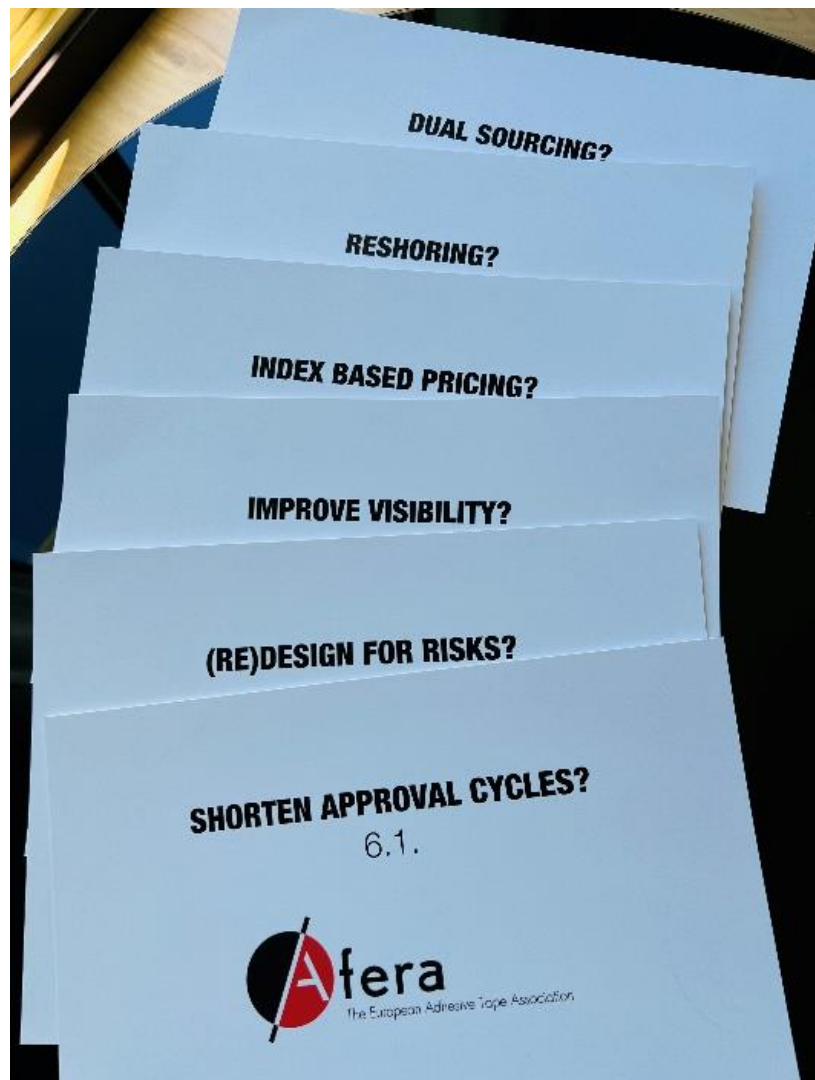 DUAL SOURCING?
RESHORING?
INDEX BASED PRICING?
IMPROVE VISIBILITY?
(RE)DESIGN FOR RISKS?
SHORTEN APPROVAL CYCLES?
6.1.
Afera
The European Adhesive Tape Association